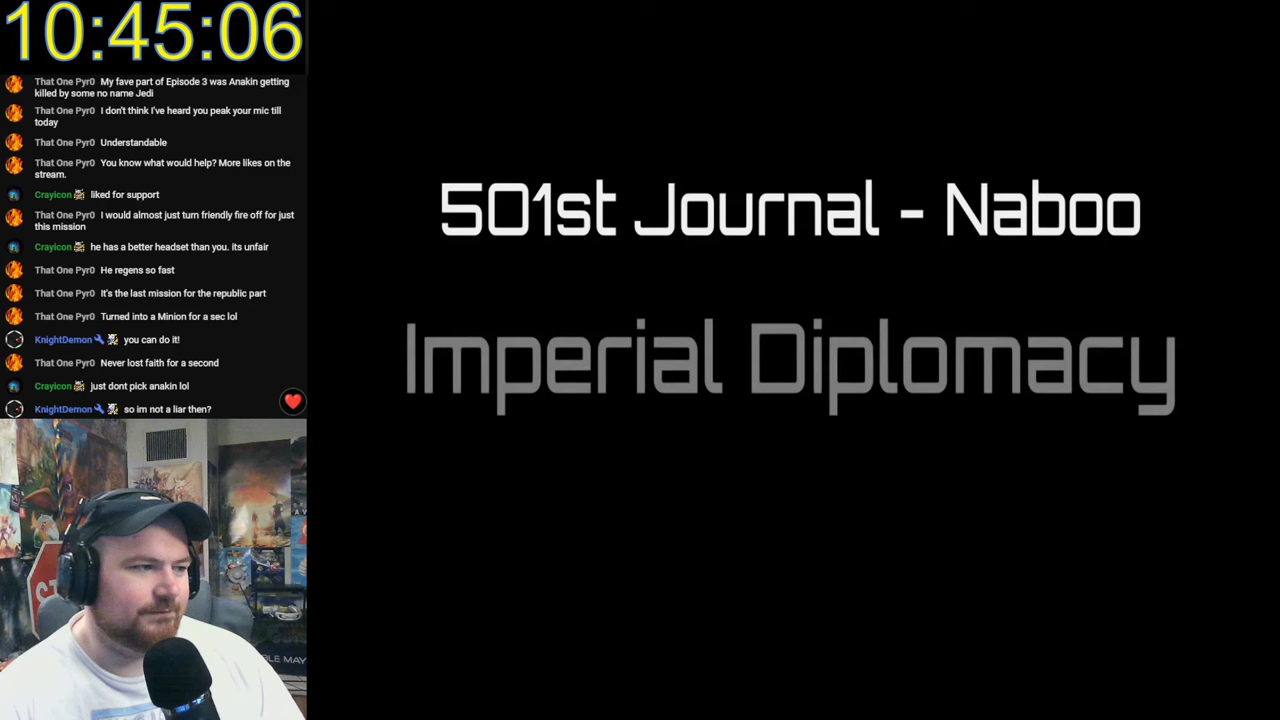 10:45:06
That One Pyr0 My fave part of Episode 3 was Anakin getting
killed by some no name Jedi
That One Pyr0 I don't think I've heard you peak your mic till
today
That One Pyr0 Understandable
That One Pyr0 You know what would help? More likes on the
stream.
Crayicon liked for support
That One Pyr0 I would almost just turn friendly fire off for just
this mission
Crayicon he has a better headset than you. its unfair
That One Pyr0 He regens so fast
That One Pyr0 It's the last mission for the republic part
That One Pyr0 Turned into a Minion for a sec lol
KnightDemon you can do it!
That One Pyr0 Never lost faith for a second
Crayicon just dont pick anakin lol
KnightDemon so im not a liar then?
501st Journal - Naboo
Imperial Diplomacy
ST
BLE MAY